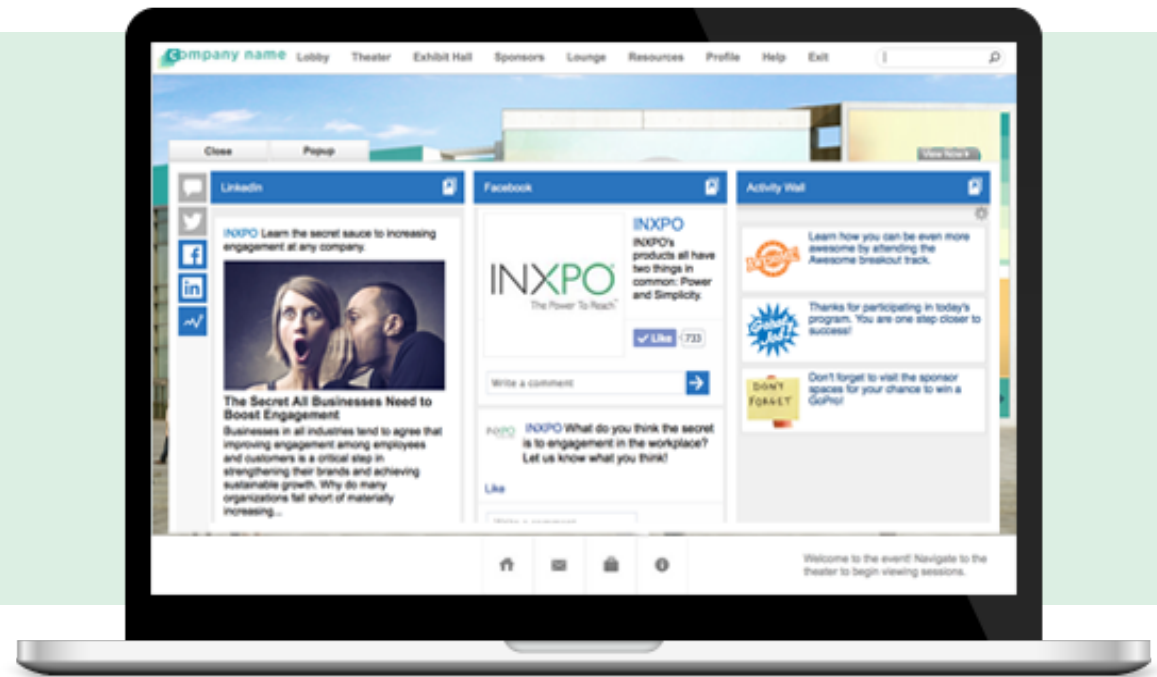 company name Lobby Theater Exhibit Hall Sponsors Lounge Resources Profile Help Exit
View Now
Close Popup
LinkedIn
INXPO Learn the secret sauce to increasing
engagement at any company.
The Secret All Businesses Need to
Boost Engagement
Businesses in all industries tend to agree that
improving engagement among employees
and customers is a critical step in
strengthening their brands and achieving
sustainable growth. Why do many
organizations fall short of materially
increasing...
Facebook
INXPO
The Power To Reach
INXPO
INXPO's
products all have
two things in
common: Power
and Simplicity.
Like 733
Write a comment
INXPO INXPO What do you think the secret
is to engagement in the workplace?
Let us know what you think!
Like
Write a comment
Activity Wall
AWESOME
Learn how you can be even more
awesome by attending the
Awesome breakout track.
Great
Job!
Thanks for participating in today's
program. You are one step closer to
success!
DON'T
FORGET
Don't forget to visit the sponsor
spaces for your chance to win a
GoPro!
Welcome to the event! Navigate to the
theater to begin viewing sessions.